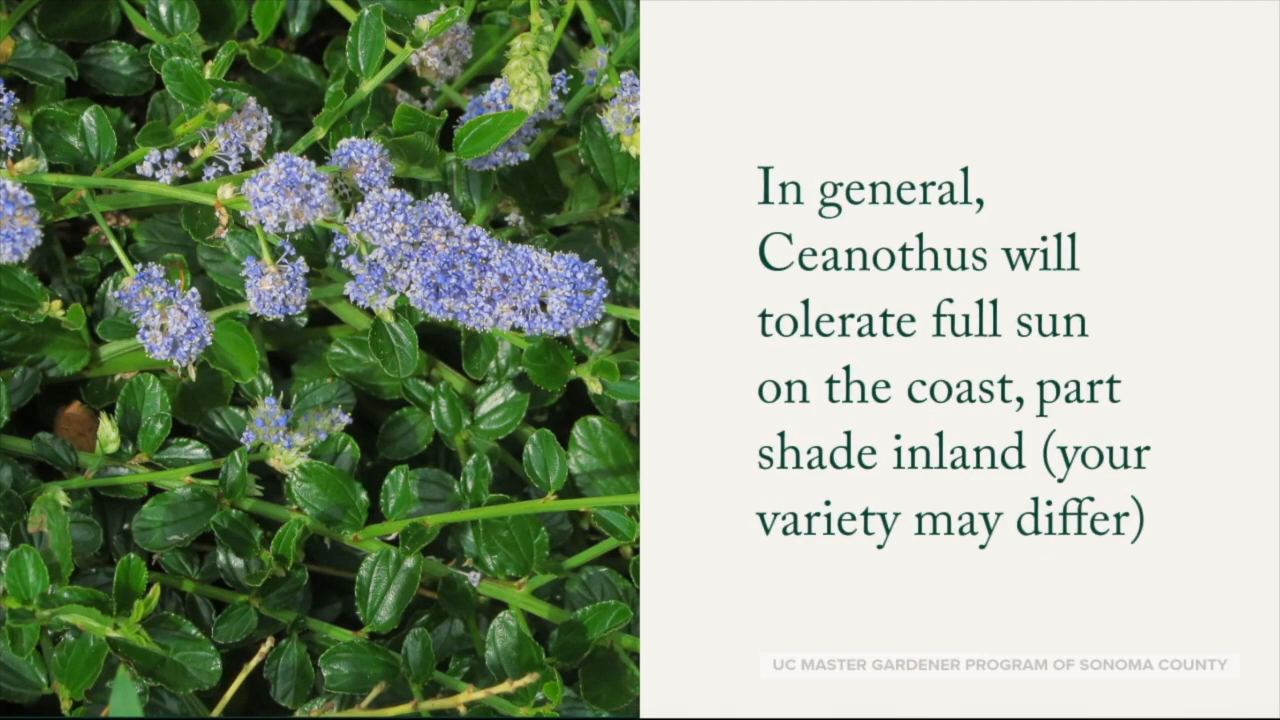 In general,
Ceanothus will
tolerate full sun
on the coast, part
shade inland (your
variety may differ)
UC MASTER GARDENER PROGRAM OF SONOMA COUNTY